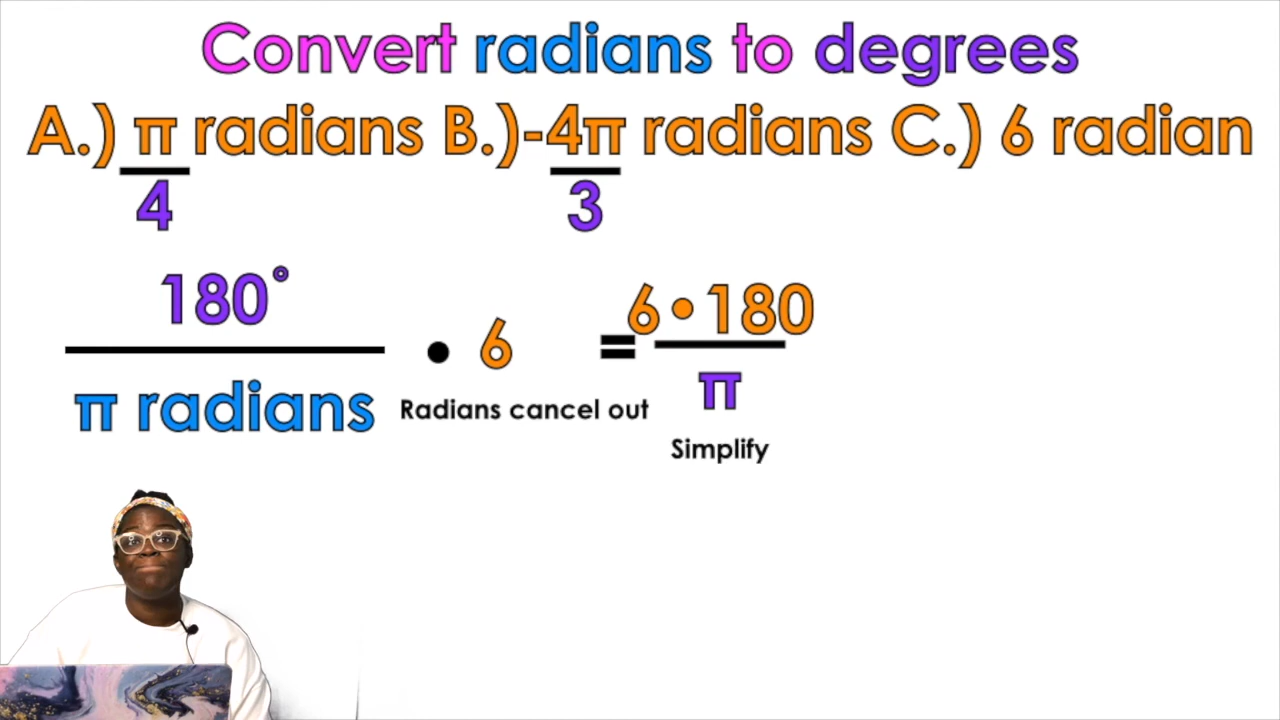 Convert radians to degrees
A.) π radians B.)-4π radians C.) 6 radian
4 3
180°
π radians
• 6
Radians cancel out
= 6•180
π
Simplify